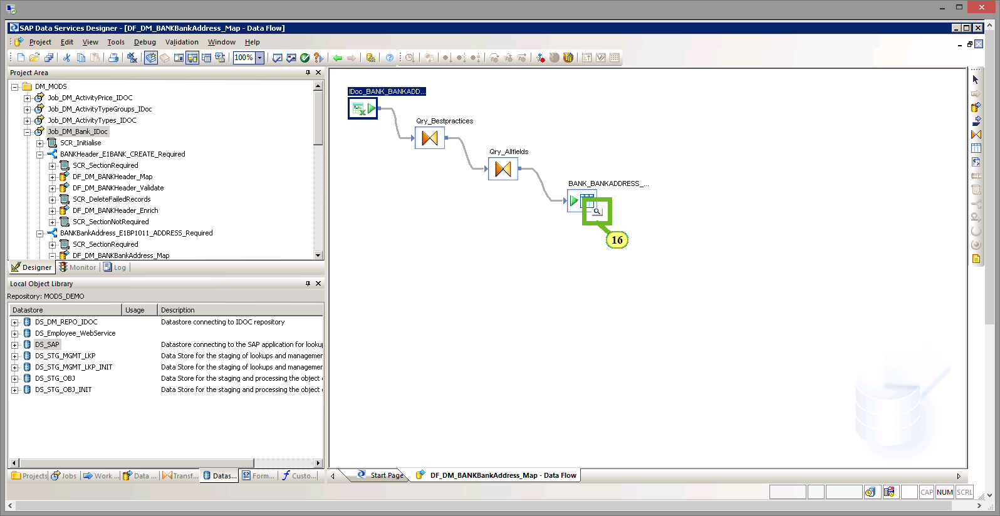 SAP Data Services Designer - [DF_DM_BANKBankAddress_Map - Data Flow]
Project Edit View Tools Debug Validation Window Help
100%
Project Area
DM_MODS
Job_DM_ActivityPrice_IDOC
Job_DM_ActivityTypeGroups_IDoc
Job_DM_ActivityTypes_IDOC
Job_DM_Bank_IDoc
SCR_Initialise
BANKHeader_E1BANK_CREATE_Required
SCR_SectionRequired
DF_DM_BANKHeader_Map
DF_DM_BANKHeader_Validate
SCR_DeleteFailedRecords
DF_DM_BANKHeader_Enrich
SCR_SectionNotRequired
BANKBankAddress_E1BP1011_ADDRESS_Required
SCR_SectionRequired
DF_DM_BANKBankAddress_Map
Designer Monitor Log
Local Object Library
Repository: MODS_DEMO
Datastore Usage Description
DS_DM_REPO_IDOC Datastore connecting to IDOC repository
DS_Employee_WebService
DS_SAP Datastore connecting to the SAP application for looku
DS_STG_MGMT_LKP Data Store for the staging of lookups and managemer
DS_STG_MGMT_LKP_INIT Data Store for the staging of lookups and managemer
DS_STG_OBJ Data Store for the staging and processing the object
DS_STG_OBJ_INIT Data Store for the staging and processing the object
Projects Jobs Work ... Data ... Transf... Datas... Form... Custo...
IDoc_BANK_BANKADD...
Qry_Bestpractices
Qry_Allfields
BANK_BANKADDRESS_...
16
Start Page DF_DM_BANKBankAddress_Map - Data Flow
CAP NUM SCRL